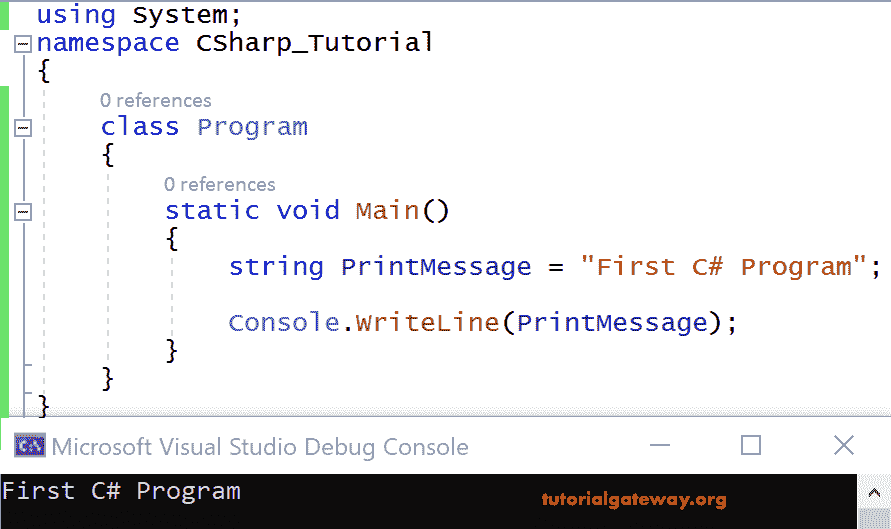 using System;
namespace CSharp_Tutorial
{
0 references
class Program
{
0 references
static void Main()
{
string PrintMessage = "First C# Program";
Console.WriteLine(PrintMessage);
}
}
}
Microsoft Visual Studio Debug Console
First C# Program
tutorialgateway.org